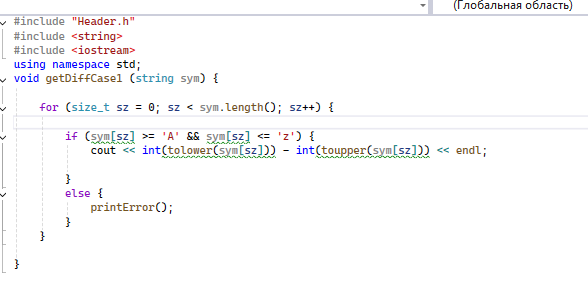 (Глобальная область)
#include "Header.h"
#include <string>
#include <iostream>
using namespace std;
void getDiffCase1 (string sym) {
for (size_t sz = 0; sz < sym.length(); sz++) {
if (sym[sz] >= 'A' && sym[sz] <= 'z') {
cout << int(tolower(sym[sz])) - int(toupper(sym[sz])) << endl;
}
else {
printError();
}
}
}